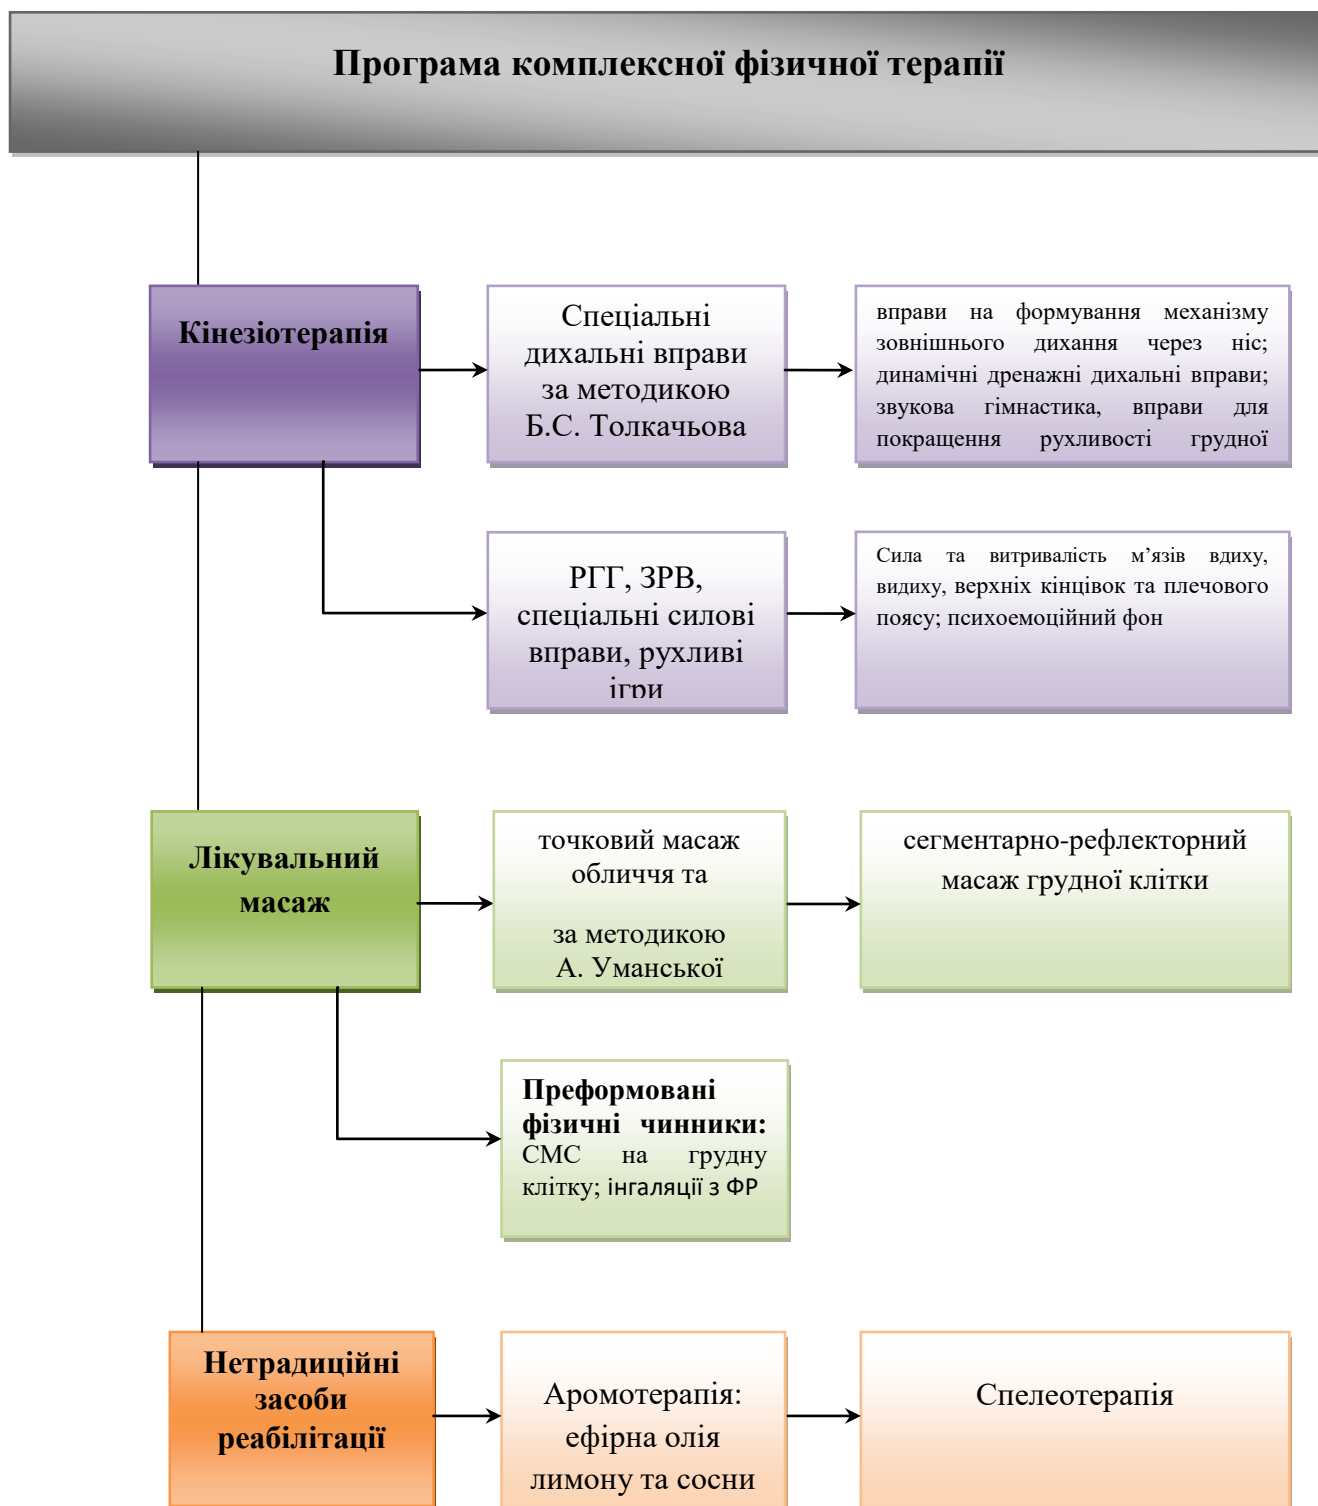 Програма комплексної фізичної терапії
Кінезіотерапія
Спеціальні
дихальні вправи
за методикою
Б.С. Толкачьова
вправи на формування механізму
зовнішнього дихання через ніс;
динамічні дренажні дихальні вправи;
звукова гімнастика, вправи для
покращення рухливості грудної
РГГ, ЗРВ,
спеціальні силові
вправи, рухливі
ігри
Сила та витривалість м’язів вдиху,
видиху, верхніх кінцівок та плечового
поясу; психоемоційний фон
Лікувальний
масаж
точковий масаж
обличчя та
за методикою
А. Уманської
сегментарно-рефлекторний
масаж грудної клітки
Преформовані
фізичні чинники:
СМС на грудну
клітку; інгаляції з ФР
Нетрадиційні
засоби
реабілітації
Аромотерапія:
ефірна олія
лимону та сосни
Спелеотерапія